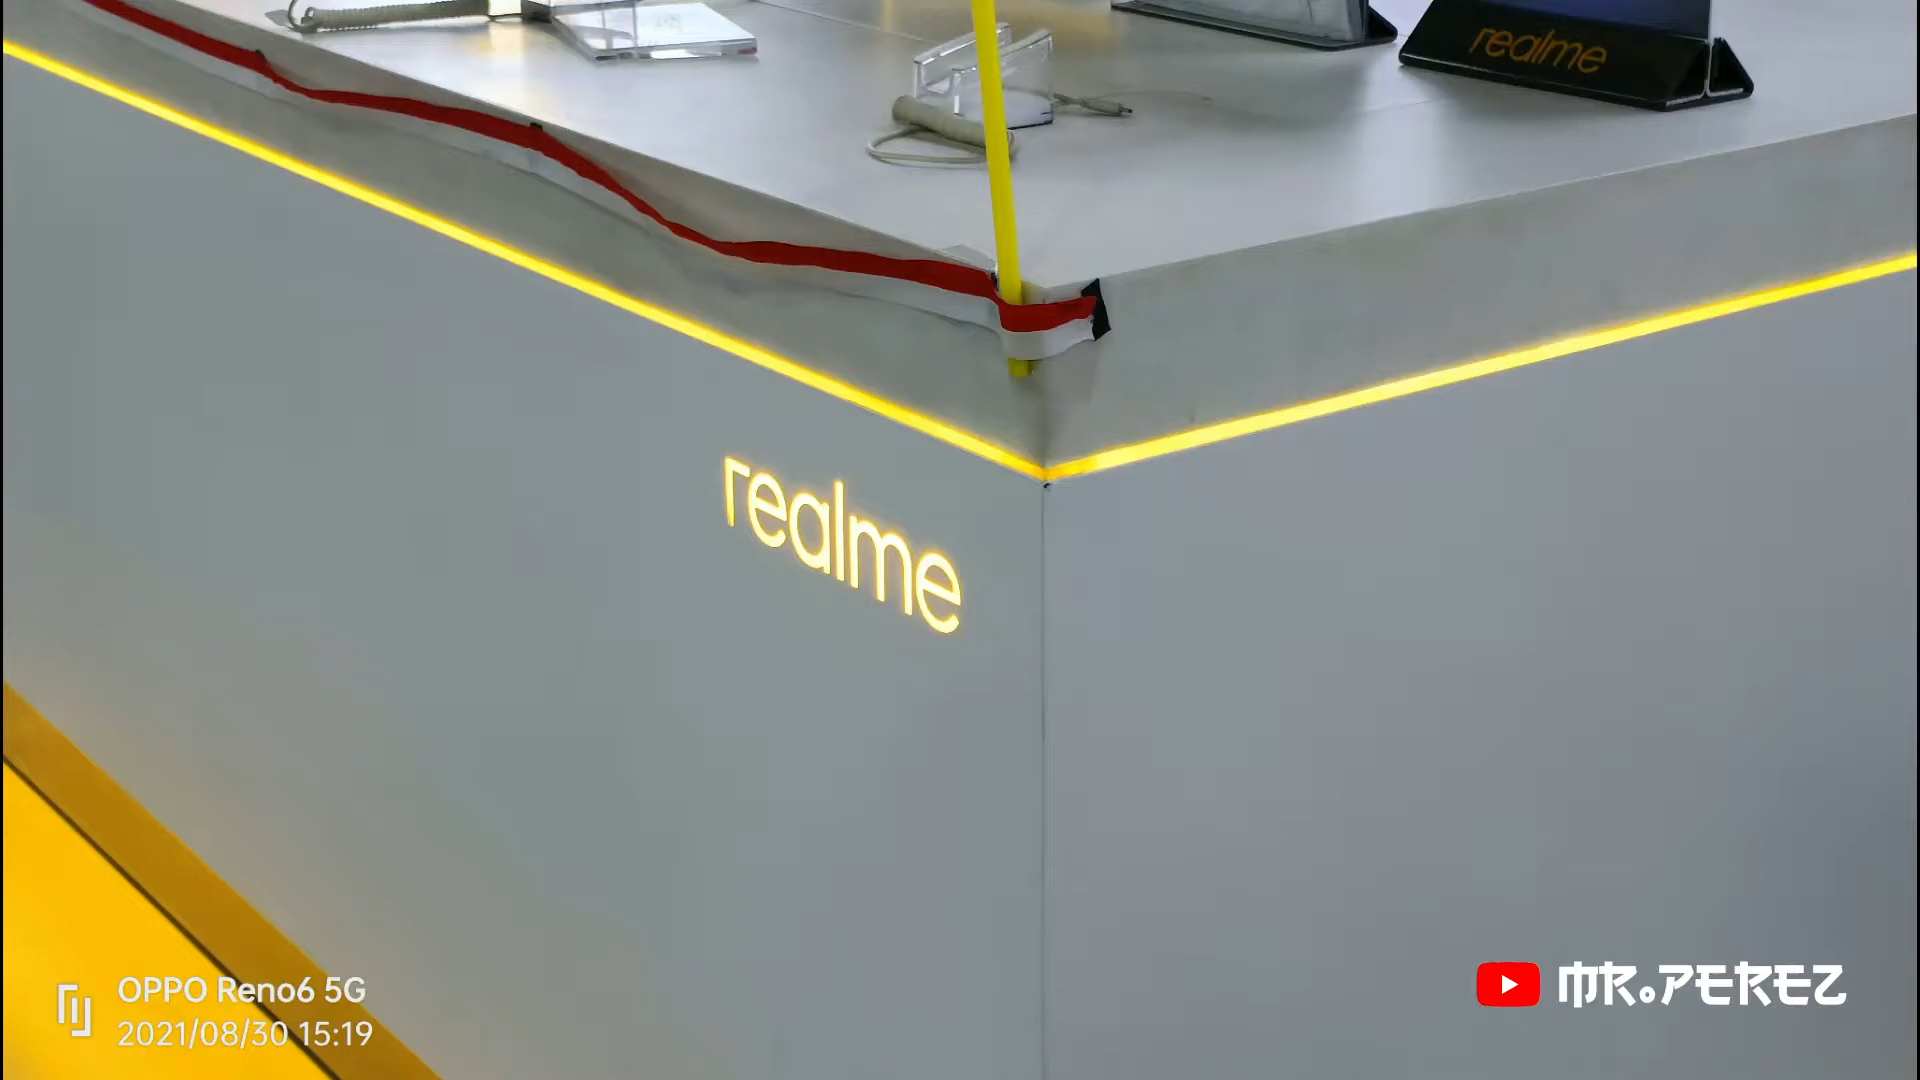 realme
realme
OPPO Reno6 5G
2021/08/30 15:19
MR.PEREZ